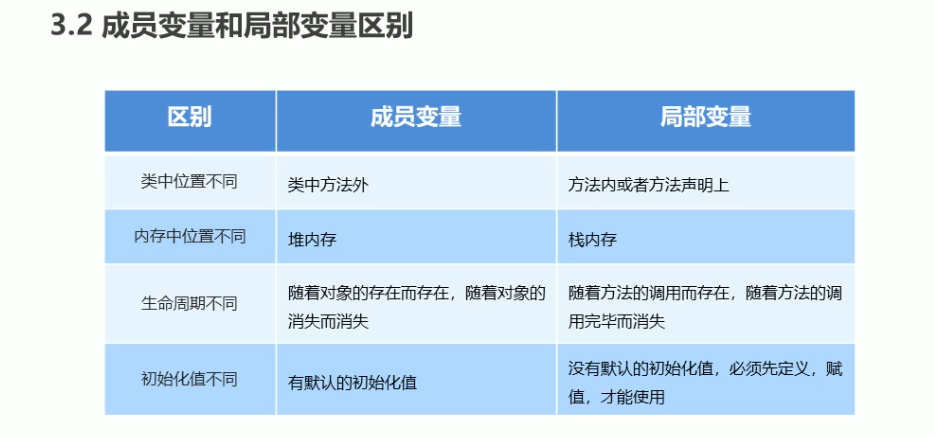 3.2 成员变量和局部变量区别
区别 成员变量 局部变量
类中位置不同 类中方法外 方法内或者方法声明上
内存中位置不同 堆内存 栈内存
生命周期不同 随着对象的存在而存在，随着对象的 随着方法的调用而存在，随着方法的调
消失而消失 用完毕而消失
初始化值不同 有默认的初始化值 没有默认的初始化值，必须先定义，赋
值，才能使用